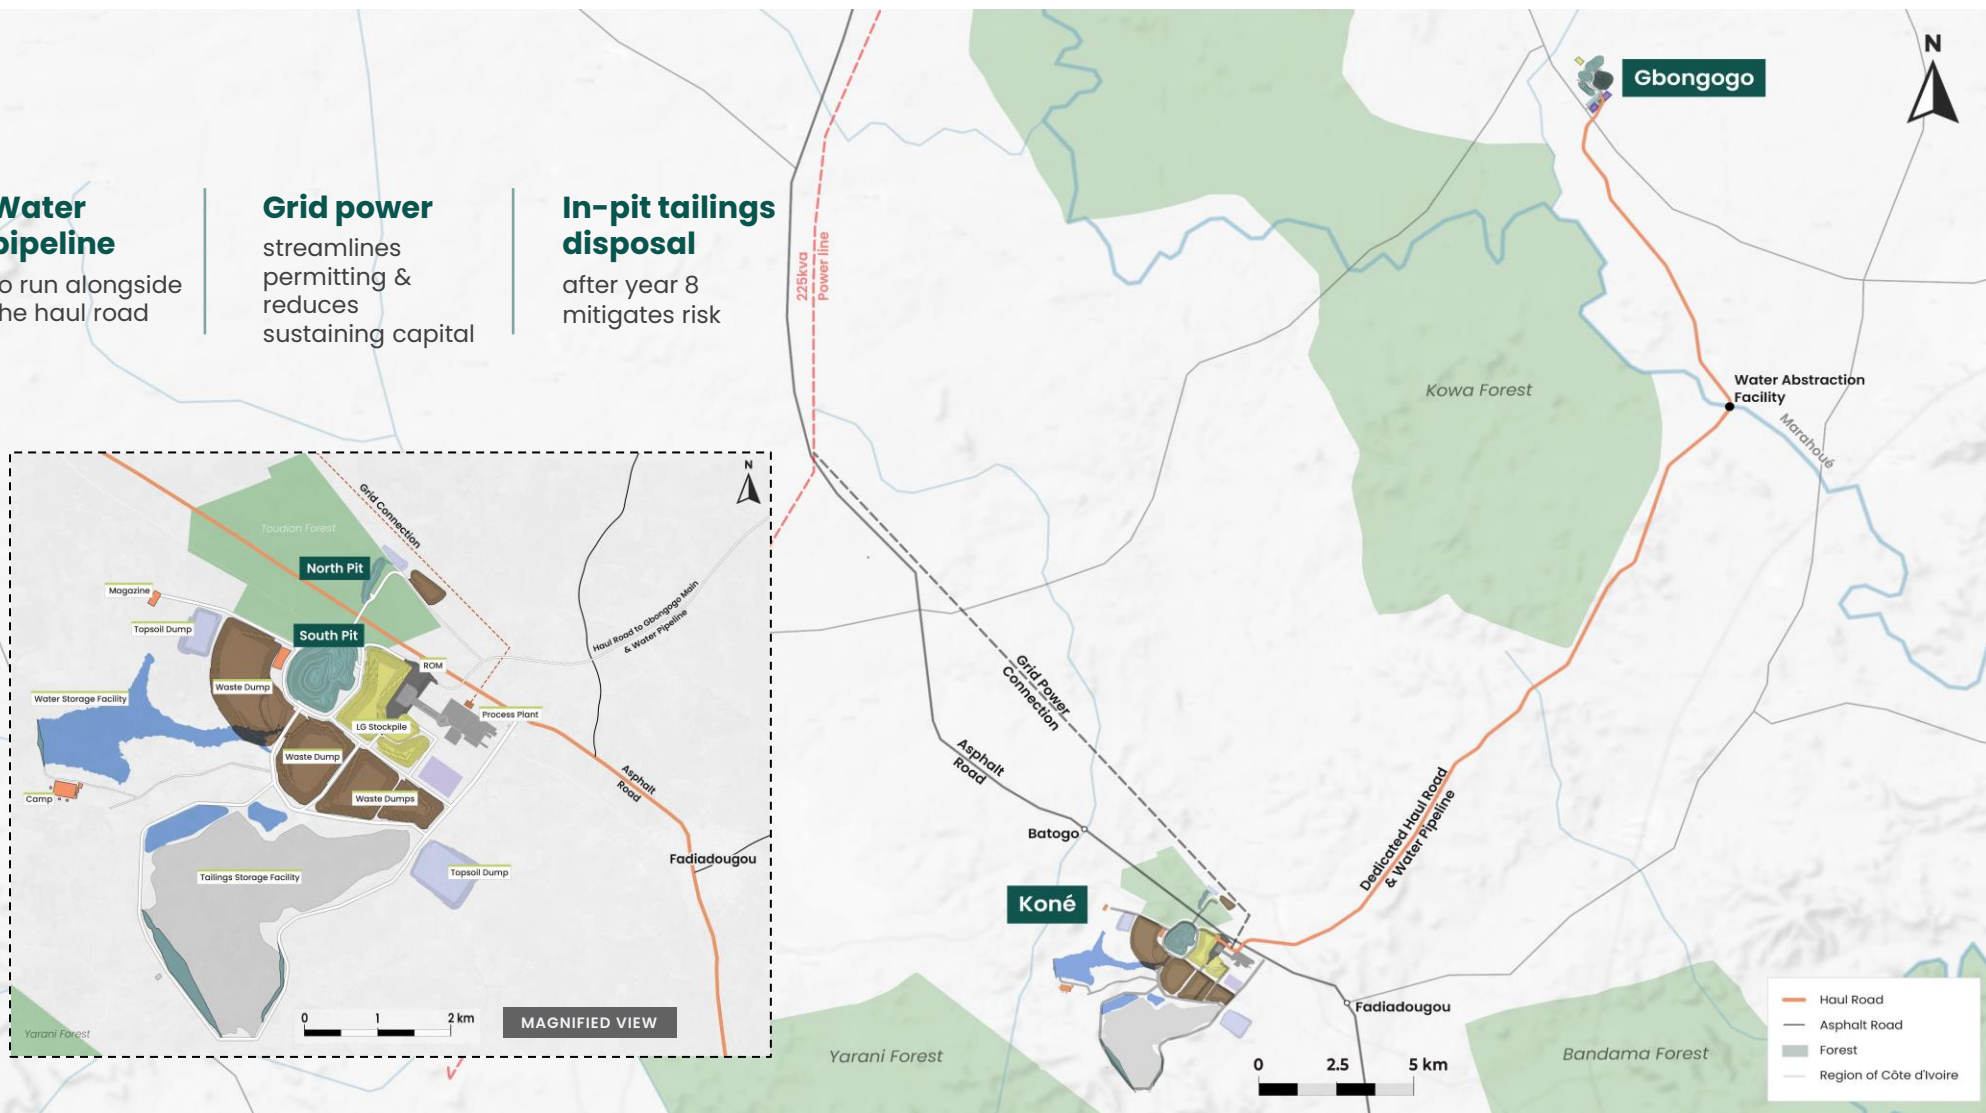 Water
pipeline
to run alongside
the haul road
Grid power
streamlines
permitting &
reduces
sustaining capital
In-pit tailings
disposal
after year 8
mitigates risk
225kva
Power line
N
Gbongogo
Kowa Forest
Water Abstraction
Facility
Marahoué
Grid Power
Connection
Asphalt
Road
Batogo
Koné
Dedicated Haul Road
& Water Pipeline
Fadiadougou
Yarani Forest
Bandama Forest
0 2.5 5 km
Haul Road
Asphalt Road
Forest
Region of Côte d'Ivoire
N
Grid Connection
Toudian Forest
North Pit
Magazine
Topsoil Dump
South Pit
Haul Road to Gbongogo Main
& Water Pipeline
ROM
Waste Dump
Water Storage Facility
Process Plant
LG Stockpile
Waste Dump
Waste Dumps
Camp
Asphalt
Road
Fadiadougou
Tailings Storage Facility
Topsoil Dump
Yarani Forest
0 1 2 km
MAGNIFIED VIEW